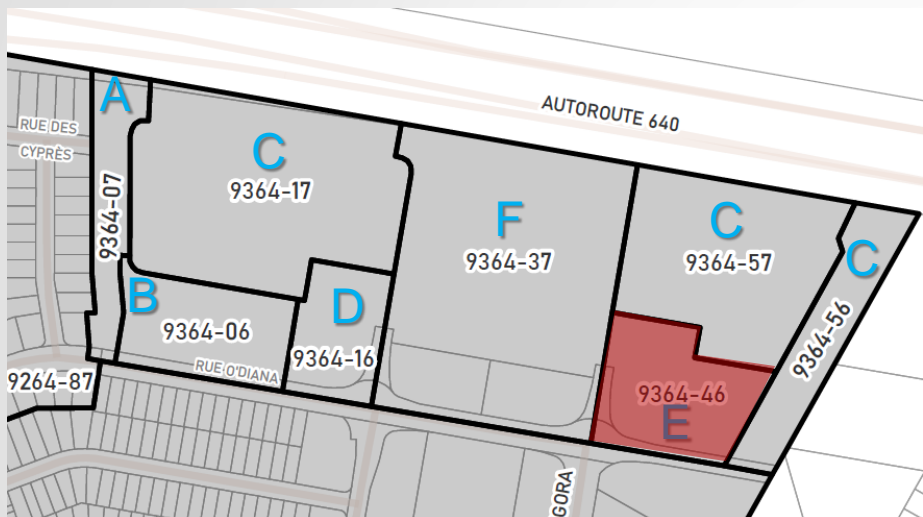 AUTOROUTE 640
A
RUE DES
CYPRÈS
9364-07
C
9364-17
F
9364-37
C
9364-57
C
9364-56
B
9364-06
D
9364-16
RUE O'DIANA
9264-87
9364-46
E
GORA